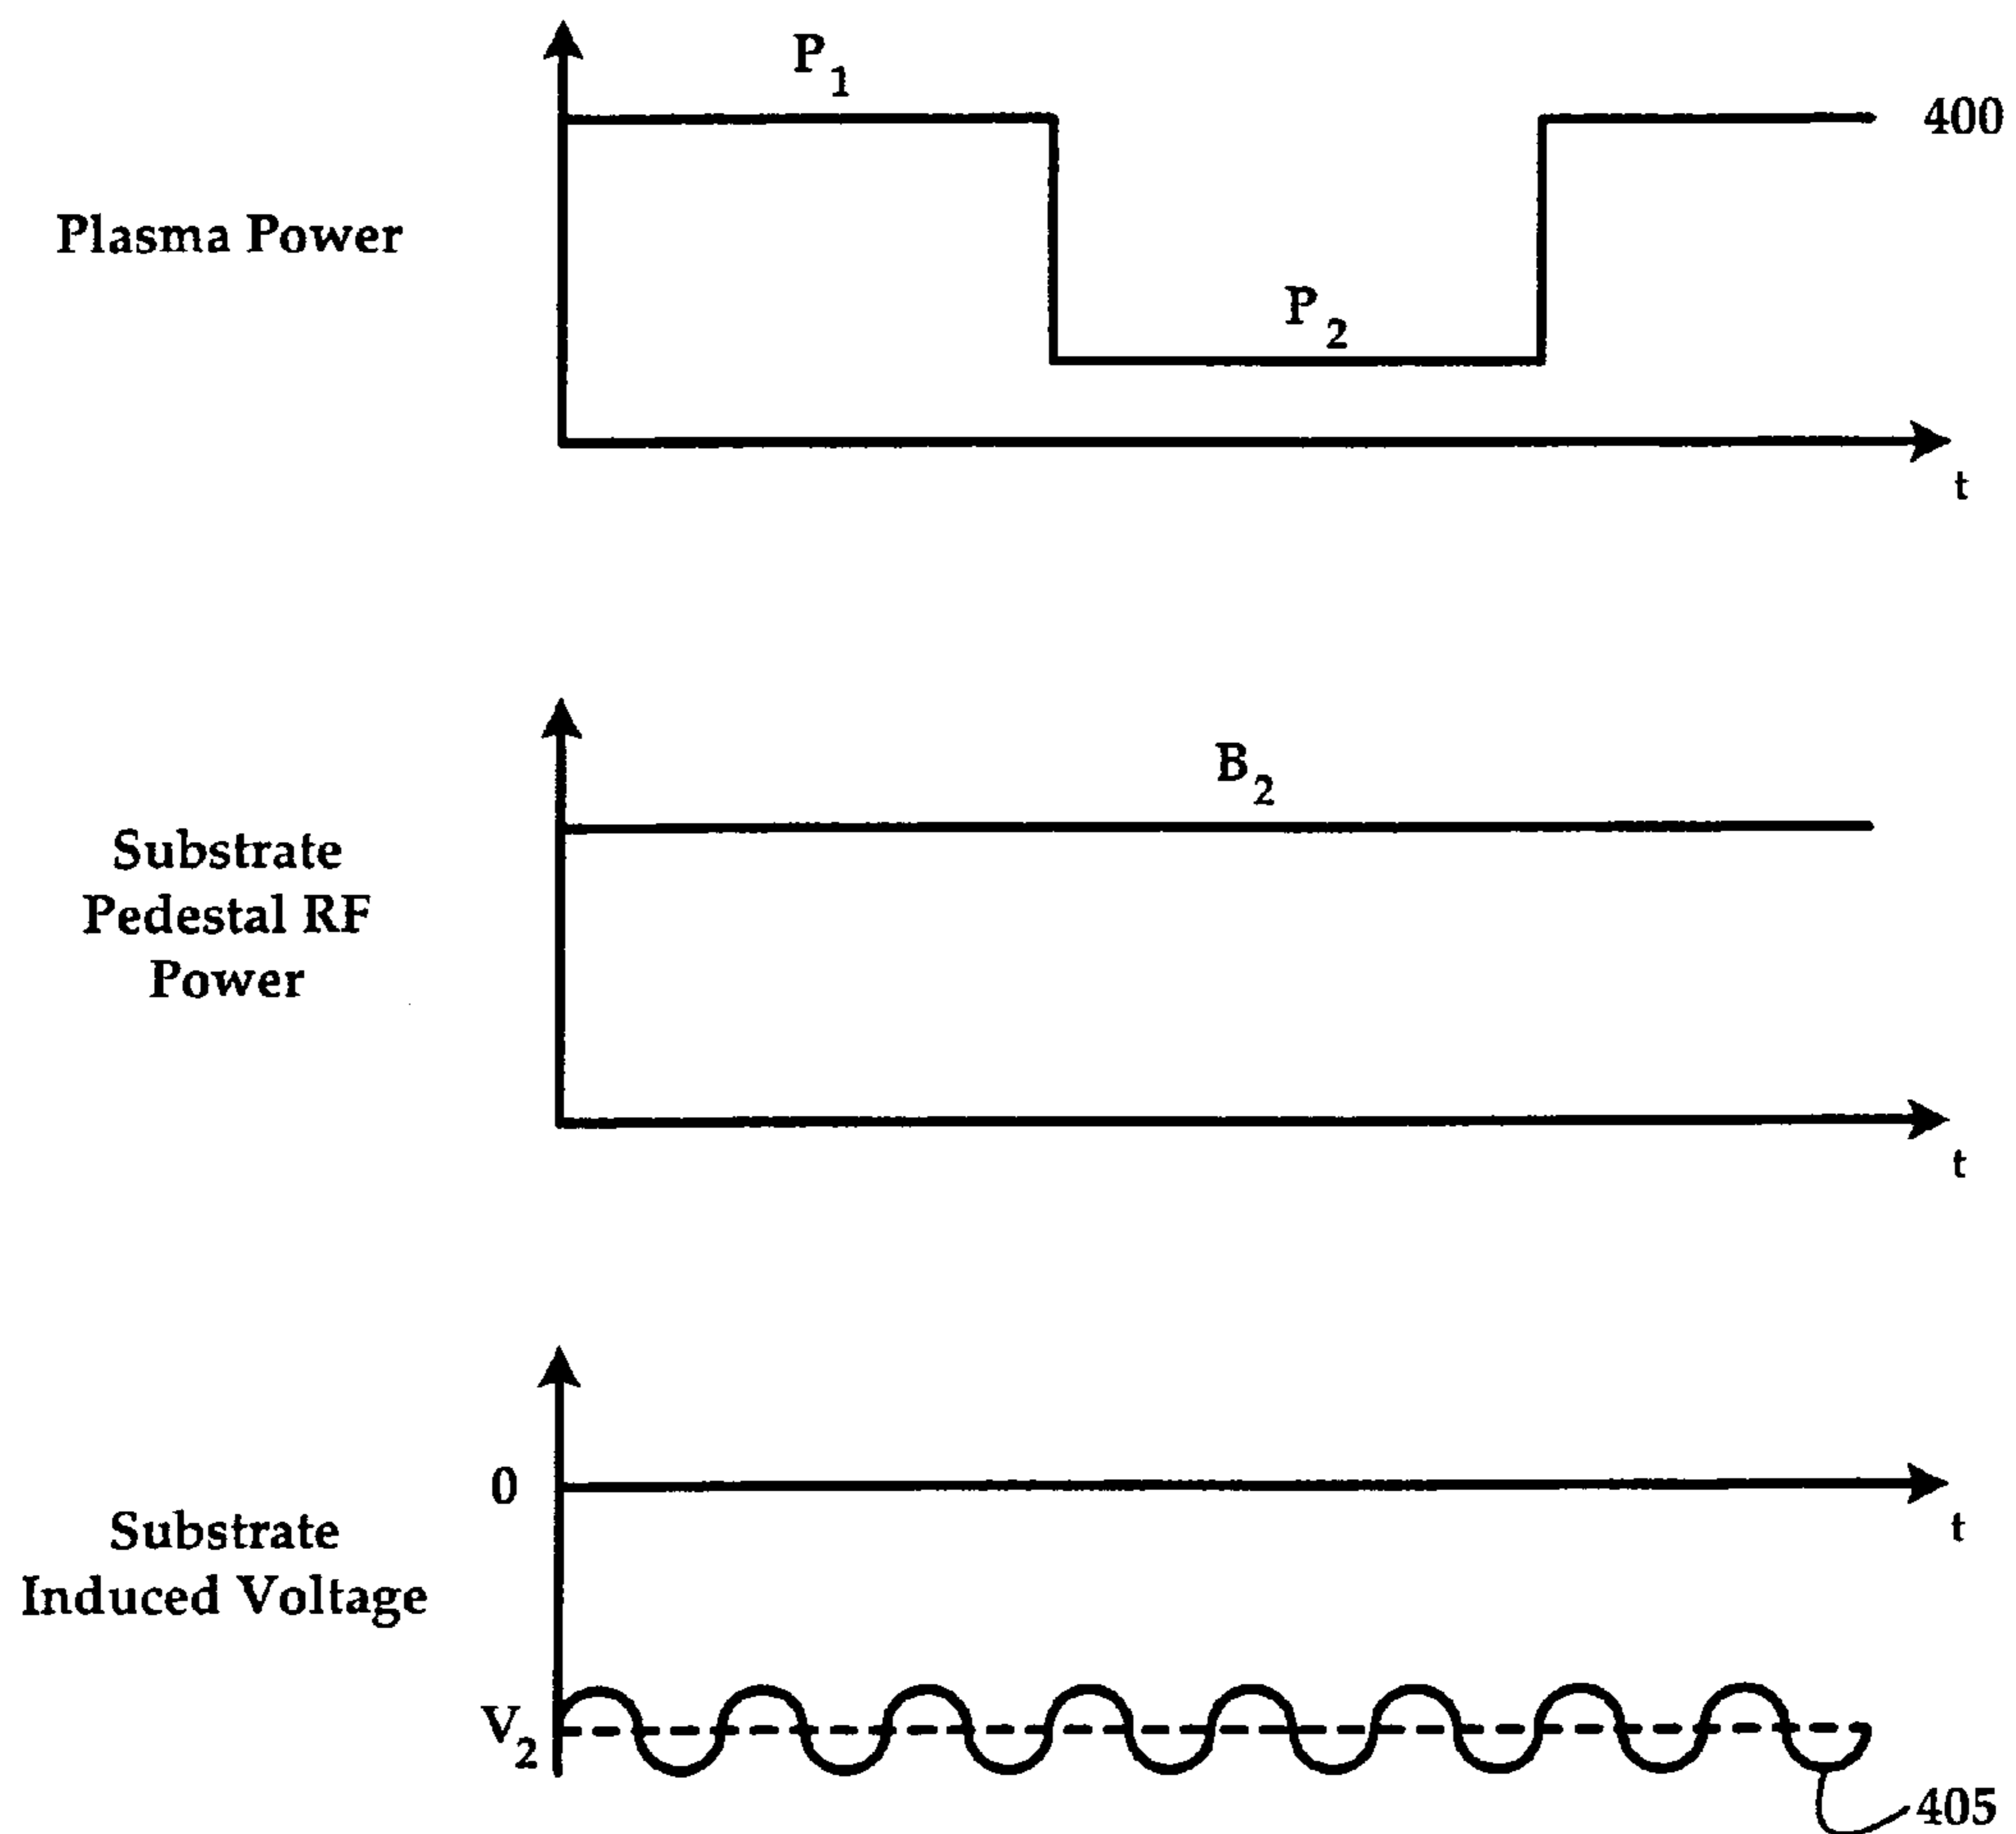 P1
400
Plasma Power
P2
t
B2
Substrate
Pedestal RF
Power
t
0
t
Substrate
Induced Voltage
V2
405